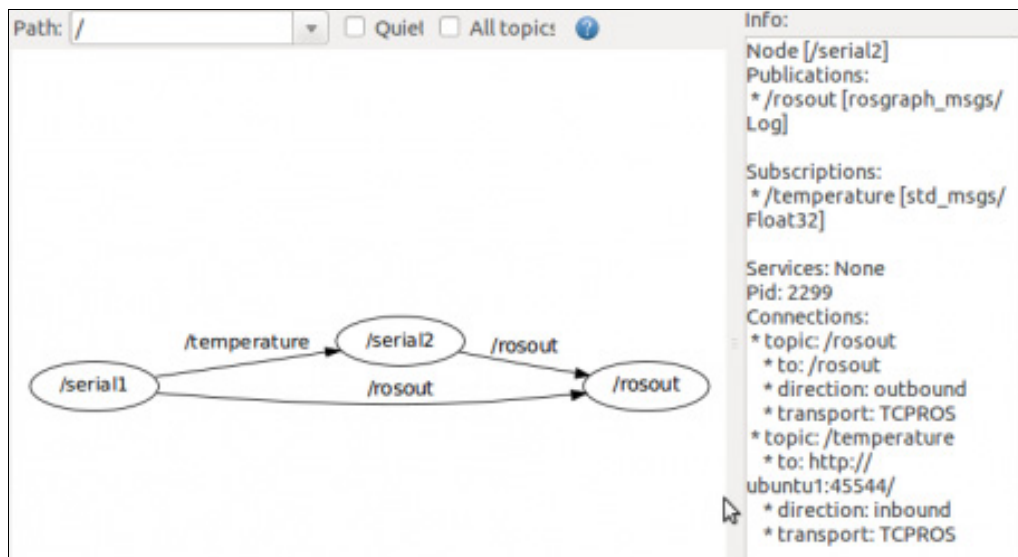 Path: /
Quiet
All topics
/temperature
/serial2
/rosout
/serial1
/rosout
/rosout
Info:
Node [/serial2]
Publications:
* /rosout [rosgraph_msgs/
Log]
Subscriptions:
* /temperature [std_msgs/
Float32]
Services: None
Pid: 2299
Connections:
* topic: /rosout
* to: /rosout
* direction: outbound
* transport: TCPROS
* topic: /temperature
* to: http://
ubuntu1:45544/
* direction: inbound
* transport: TCPROS